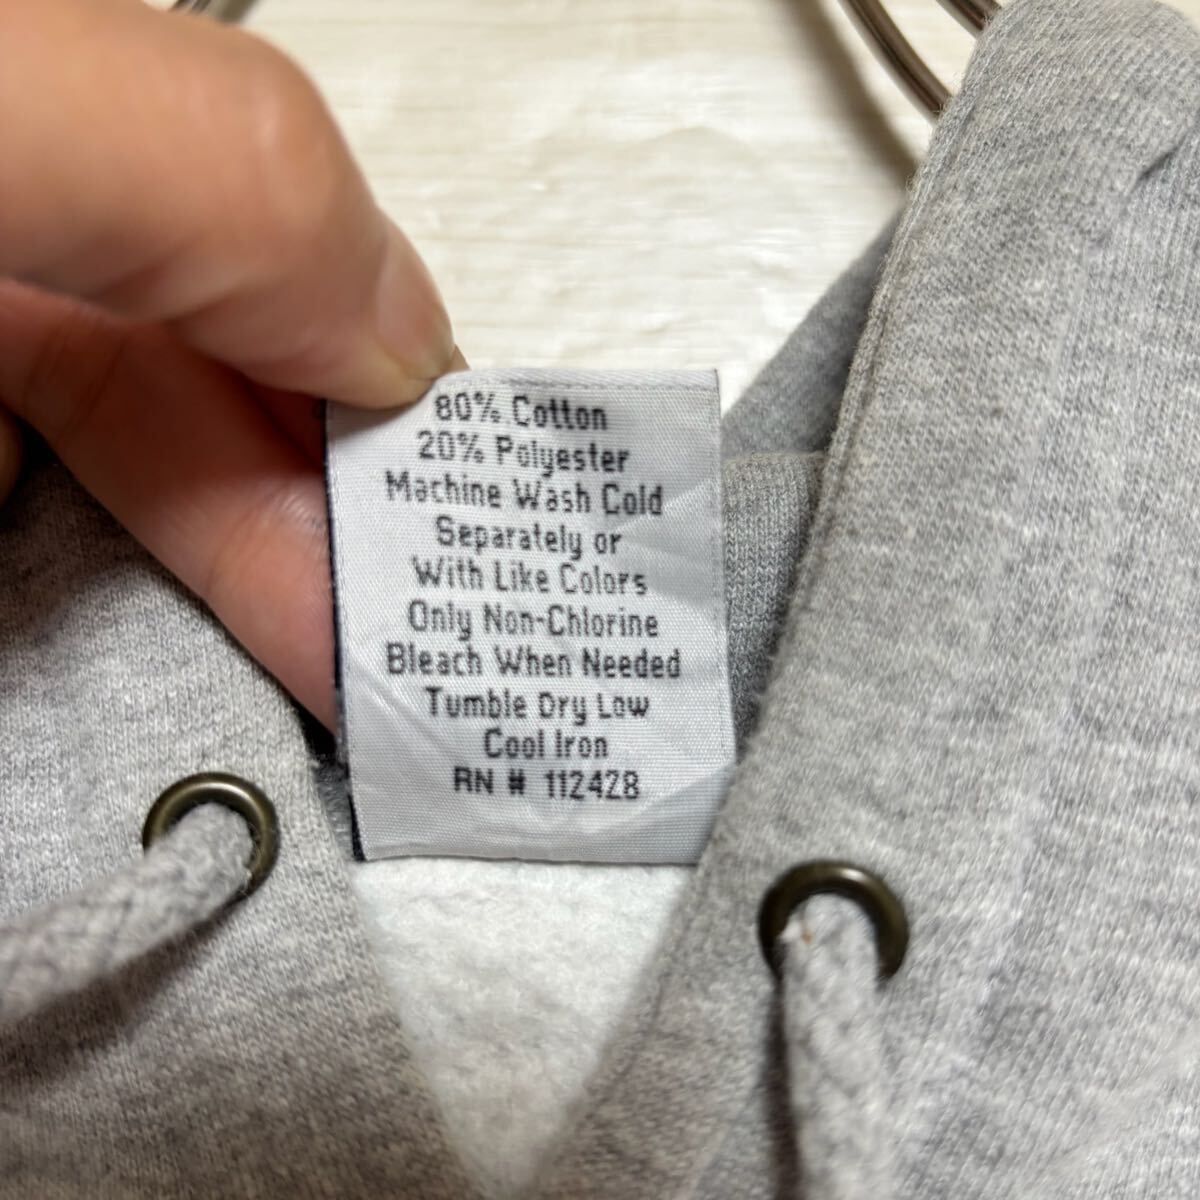 80% Cotton
20% Polyester
Machine Wash Cold
Separately or
With Like Colors
Only Non-Chlorine
Bleach When Needed
Tumble Dry Low
Cool Iron
RN # 112428